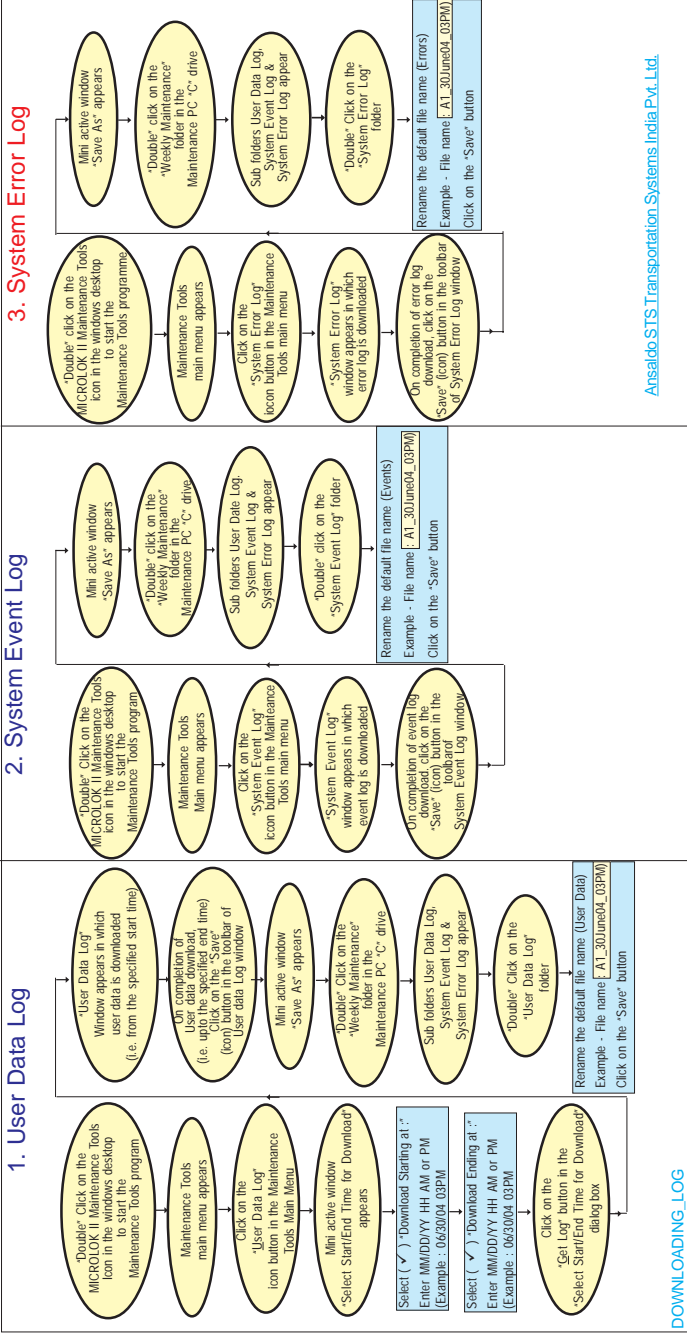 1. User Data Log
"Double" Click on the
MICROLOK II Maintenance Tools
Icon in the windows desktop
to start the
Maintenance Tools program
Maintenance Tools
main menu appears
Click on the
"User Data Log"
icon button in the Maintenance
Tools Main Menu
Mini active window
"Select Start/End Time for Download"
appears
Select ( ✓ ) "Download Starting at :"
Enter MM/DD/YY HH AM or PM
(Example : 06/30/04 03PM
Select ( ✓ ) "Download Ending at :"
Enter MM/DD/YY HH AM or PM
(Example : 06/30/04 03PM
Click on the
"Get Log" button in the
"Select Start/End Time for Download"
dialog box
"User Data Log"
Window appears in which
user data is downloaded
(i.e. from the specified start time)
On completion of
User data download,
(i.e. upto the specified end time)
Click on the "Save"
(icon) button in the toolbar of
User data Log window
Mini active window
"Save As" appears
"Double" Click on the
"Weekly Maintenance"
folder in the
Maintenance PC "C" drive
Sub folders User Data Log,
System Event Log &
System Error Log appear
"Double" Click on the
"User Data Log"
folder
Rename the default file name (User Data)
Example - File name : A1_30June04_03PM)
Click on the "Save" button
2. System Event Log
"Double" Click on the
MICROLOK II Maintenance Tools
icon in the windows desktop
to start the
Maintenance Tools program
Maintenance Tools
Main menu appears
Click on the
"System Event Log"
iccon button in the Mainteance
Tools main menu
"System Event Log"
window appears in which
event log is downloaded
On completion of event log
download. click on the
"Save" (icon) button in the
toolbarof
System Event Log window
Mini active window
"Save As" appears
"Double" click on the
"Weekly Maintenance"
folder in the
Maintenance PC "C" drive
Sub folders User Date Log.
System Event Log &
System Error Log appear
"Double" click on the
"System Event Log" folder
Rename the default file name (Events)
Example - File name : A1_30June04_03PM)
Click on the "Save" button
3. System Error Log
"Double" click on the
MICROLOK II Maintenance Tools
icon in the windows desktop
to start the
Maintenance Tools programme.
Maintenance Tools
main menu appears
Click on the
"System Error Log"
iocon button in the Maintenance
Tools main menu
"System Error Log"
window appears in which
error log is downloaded
On completion of error log
download, click on the
"Save" (icon) button in the toolbar
of System Error Log window
Mini active window
"Save As" appears
"Double" click on the
"Weekly Maintenance"
folder in the
Maintenance PC "C" drive
Sub folders User Data Log,
System Event Log &
System Error Log appear
"Double" Click on the
"System Error Log"
folder
Rename the default file name (Errors)
Example - File name : A1_30June04_03PM)
Click on the "Save" button
DOWNLOADING_LOG
Ansaldo STS Transportation Systems India Pvt. Ltd.